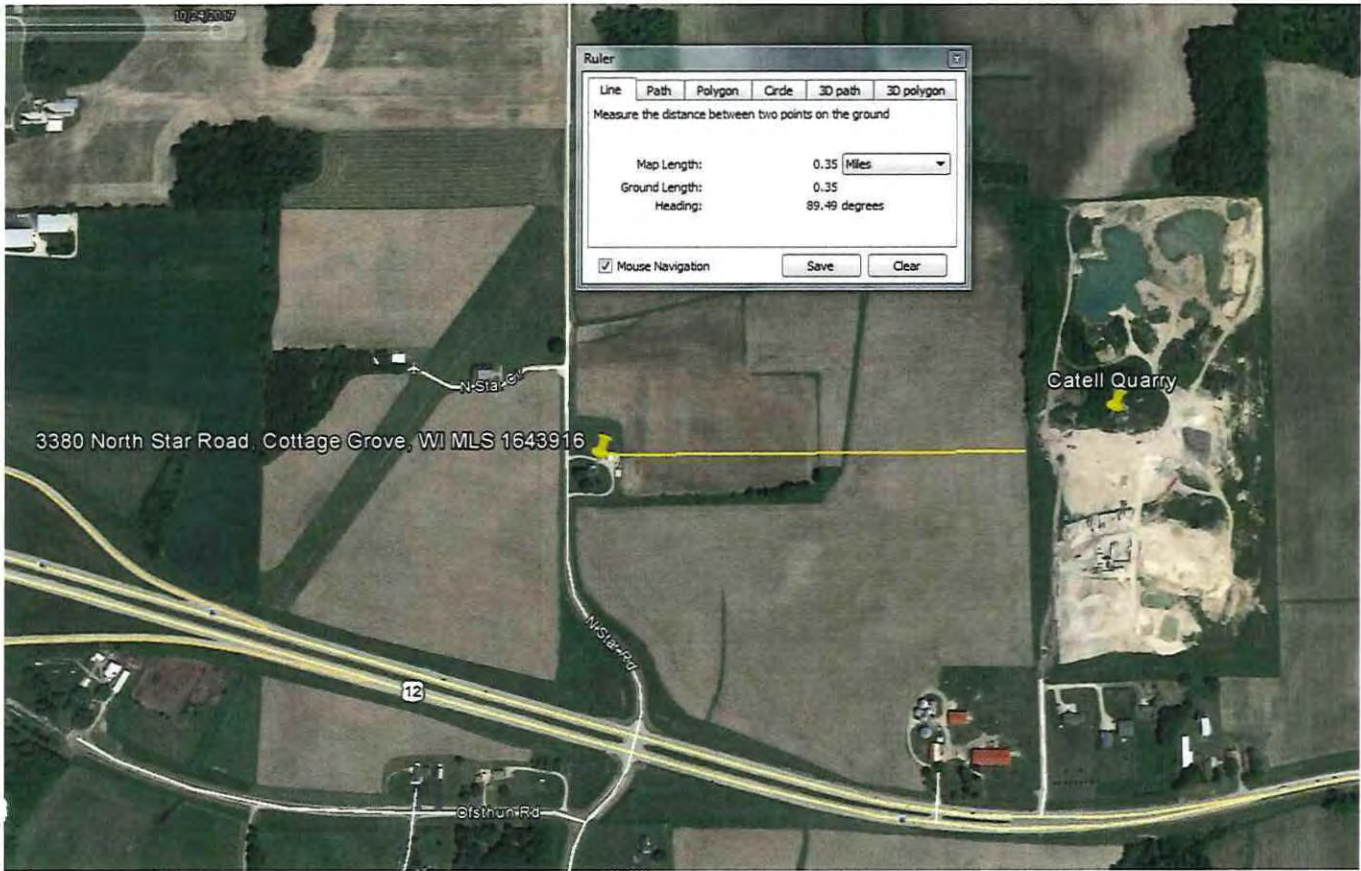 10/24/2017
Ruler
Line Path Polygon Circle 3D path 3D polygon
Measure the distance between two points on the ground
Map Length: 0.35 Miles
Ground Length: 0.35
Heading: 89.49 degrees
Mouse Navigation Save Clear
N Star Ct
Catell Quarry
3380 North Star Road, Cottage Grove, WI MLS 1643916
N Star Rd
12
Ofsthun Rd